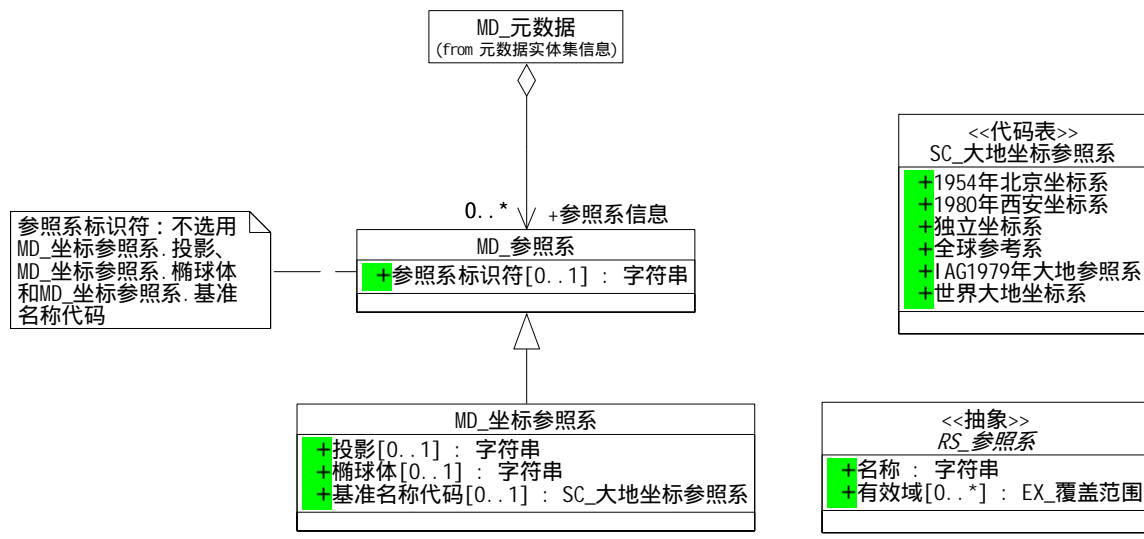 MD_元数据
(from 元数据实体集信息)
0..* +参照系信息
参照系标识符：不选用
MD_坐标参照系.投影、
MD_坐标参照系.椭球体
和MD_坐标参照系.基准
名称代码
MD_参照系
+参照系标识符[0..1] : 字符串
MD_坐标参照系
+投影[0..1] : 字符串
+椭球体[0..1] : 字符串
+基准名称代码[0..1] : SC_大地坐标参照系
<<代码表>>
SC_大地坐标参照系
+1954年北京坐标系
+1980年西安坐标系
+独立坐标系
+全球参考系
+IAG1979年大地参照系
+世界大地坐标系
<<抽象>>
RS_参照系
+名称 : 字符串
+有效域[0..*] : EX_覆盖范围